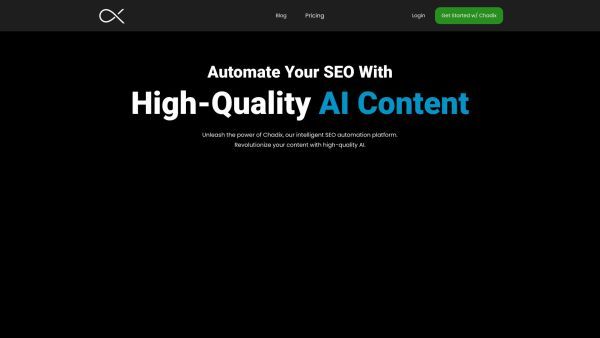 Blog
Pricing
Login
Get Started w/ Chadix
Automate Your SEO With
High-Quality AI Content
Unleash the power of Chadix, our intelligent SEO automation platform.
Revolutionize your content with high-quality AI.